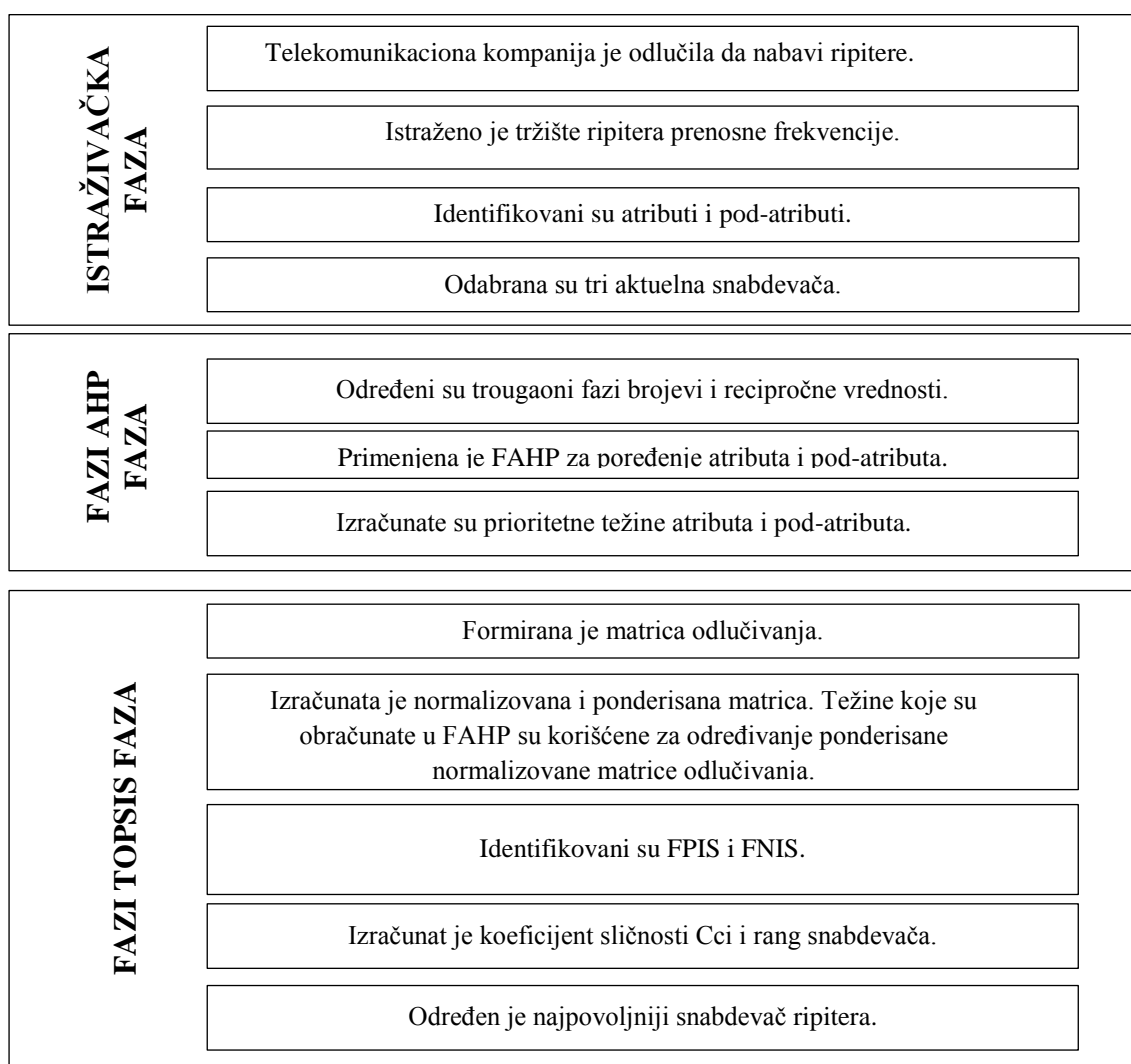 ISTRAŽIVAČKA
FAZA
Telekomunikaciona kompanija je odlučila da nabavi ripitere.
Istraženo je tržište ripitera prenosne frekvencije.
Identifikovani su atributi i pod-atributi.
Odabrana su tri aktuelna snabdevača.
FAZI AHP
FAZA
Određeni su trougaoni fazi brojevi i recipročne vrednosti.
Primenjena je FAHP za poređenje atributa i pod-atributa.
Izračunate su prioritetne težine atributa i pod-atributa.
FAZI TOPSIS FAZA
Formirana je matrica odlučivanja.
Izračunata je normalizovana i ponderisana matrica. Težine koje su
obračunate u FAHP su korišćene za određivanje ponderisane
normalizovane matrice odlučivanja.
Identifikovani su FPIS i FNIS.
Izračunat je koeficijent sličnosti Cci i rang snabdevača.
Određen je najpovoljniji snabdevač ripitera.